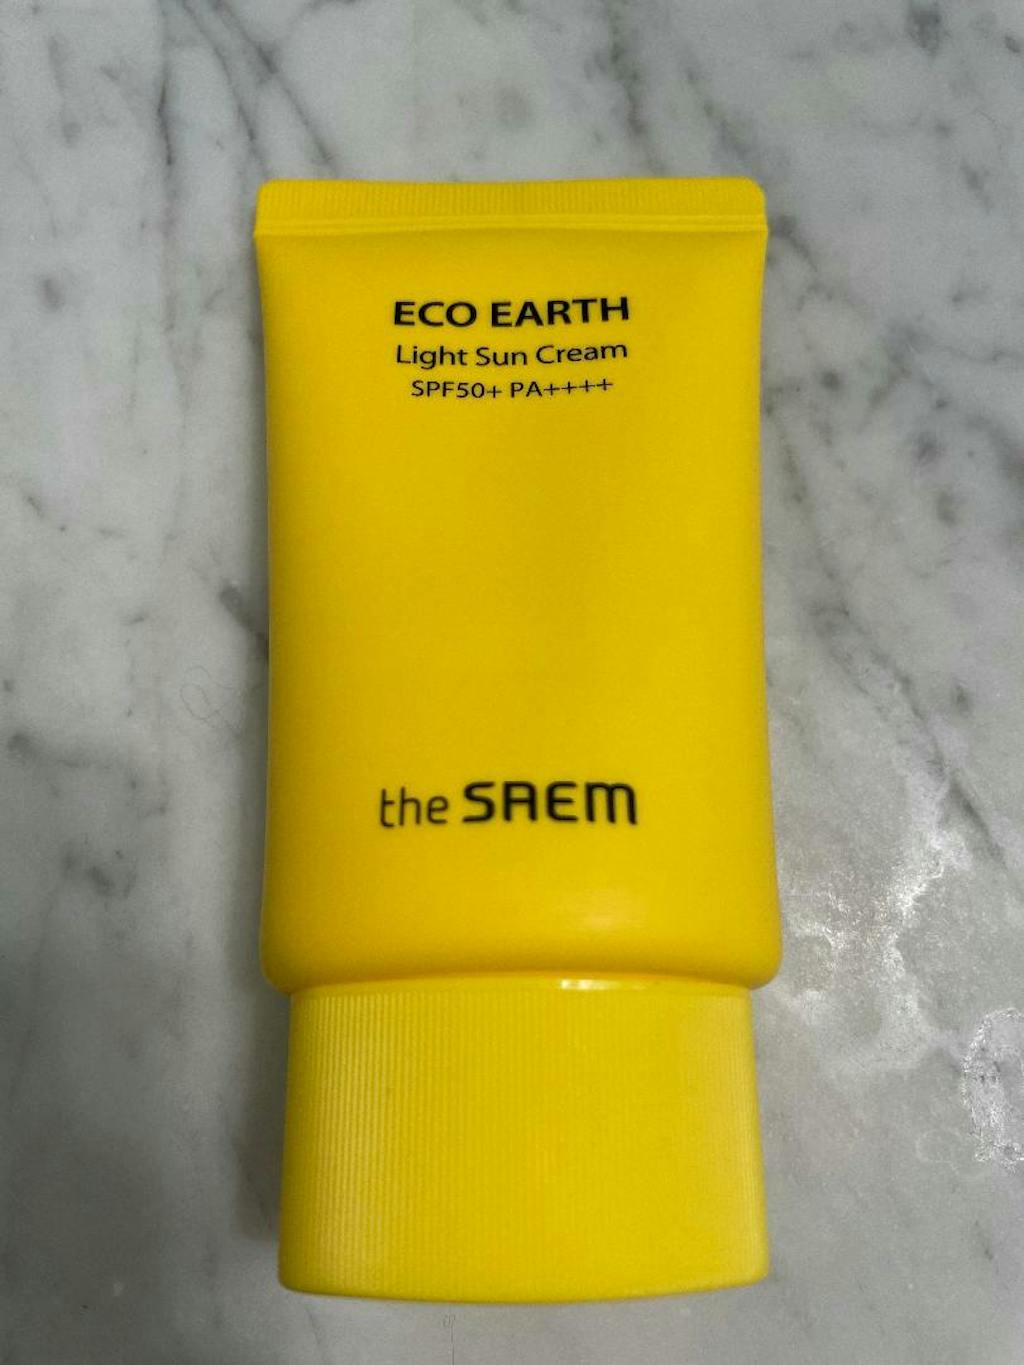 ECO EARTH
Light Sun Cream
SPF50+ PA++++
the SAEM